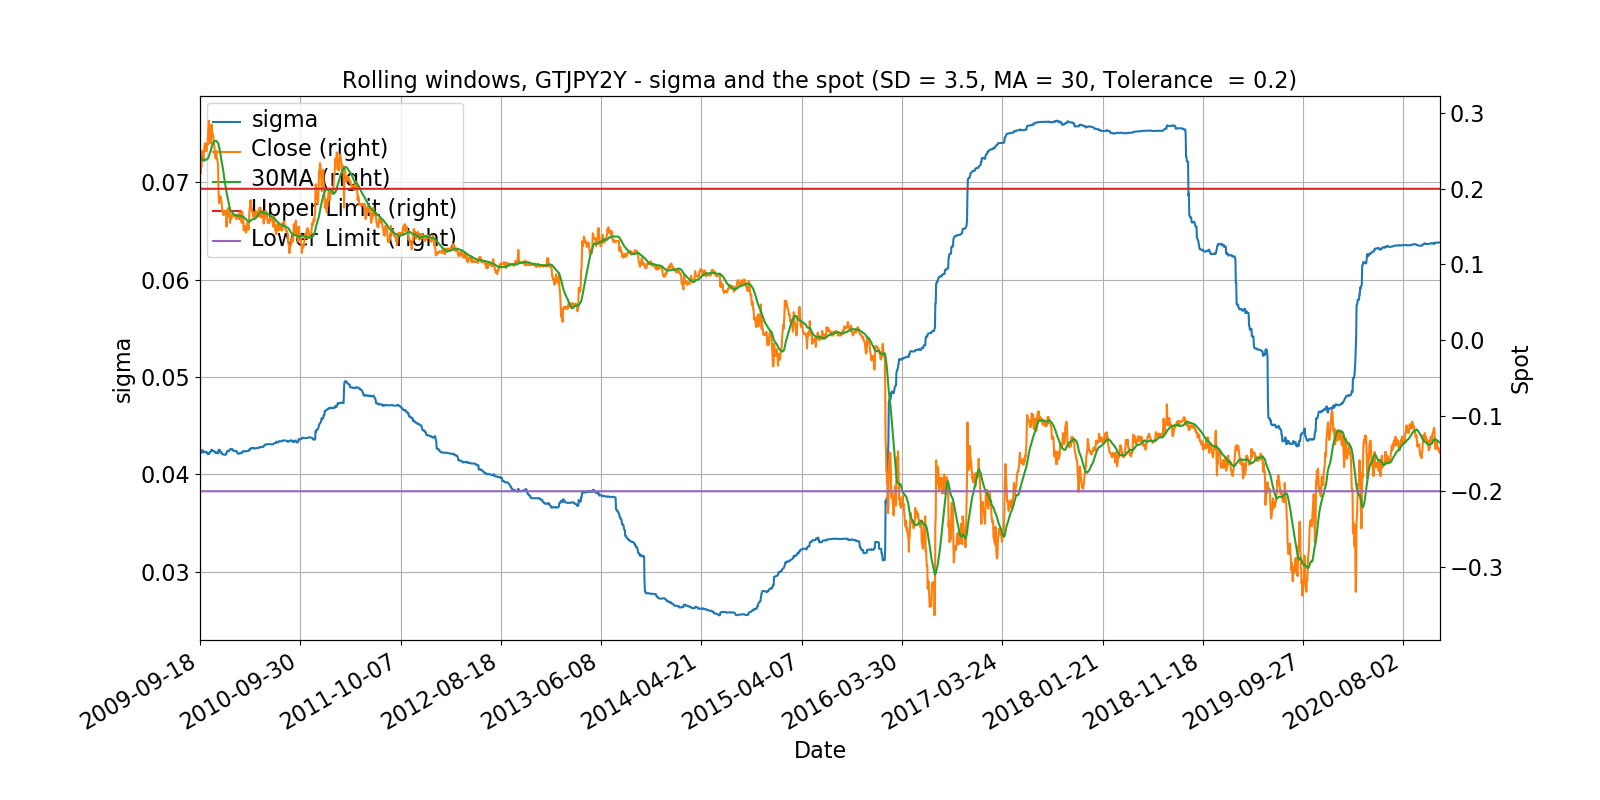 Rolling windows, GTJPY2Y - sigma and the spot (SD = 3.5, MA = 30, Tolerance  = 0.2)
sigma
Close (right)
30MA (right)
Upper Limit (right)
Lower Limit (right)
0.07
0.06
0.05
0.04
0.03
sigma
0.3
0.2
0.1
0.0
−0.1
−0.2
−0.3
Spot
2009-09-18
2010-09-30
2011-10-07
2012-08-18
2013-06-08
2014-04-21
2015-04-07
2016-03-30
2017-03-24
2018-01-21
2018-11-18
2019-09-27
2020-08-02
Date